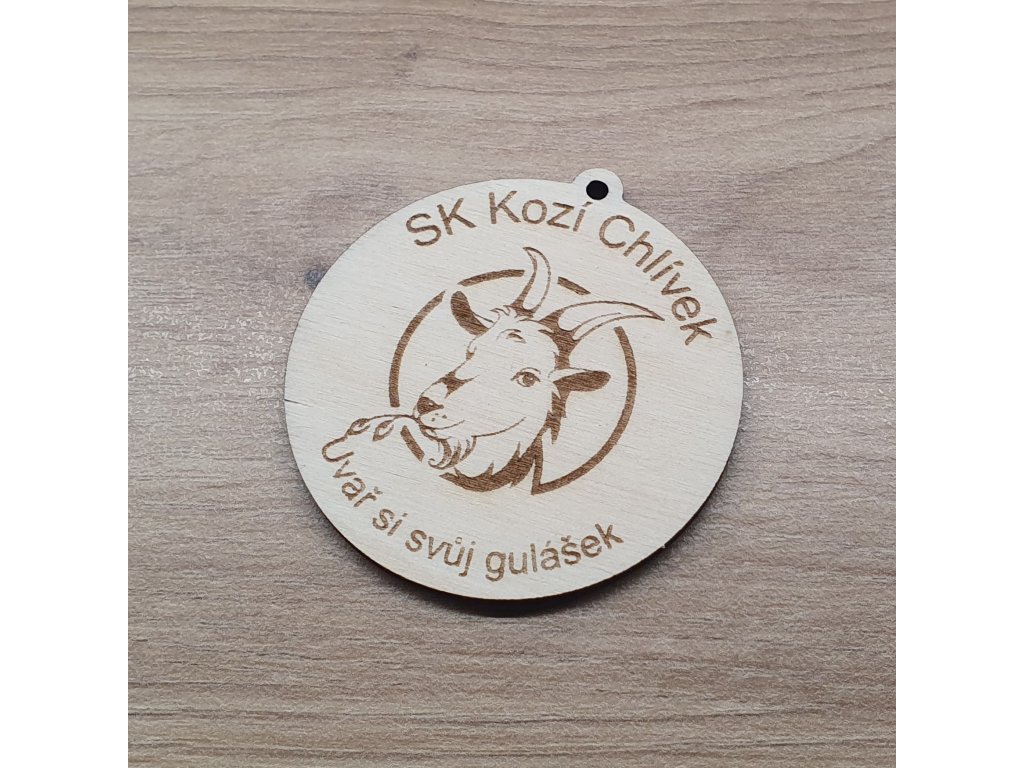 SK Kozí Chlívek
Uvař si svůj gulášek